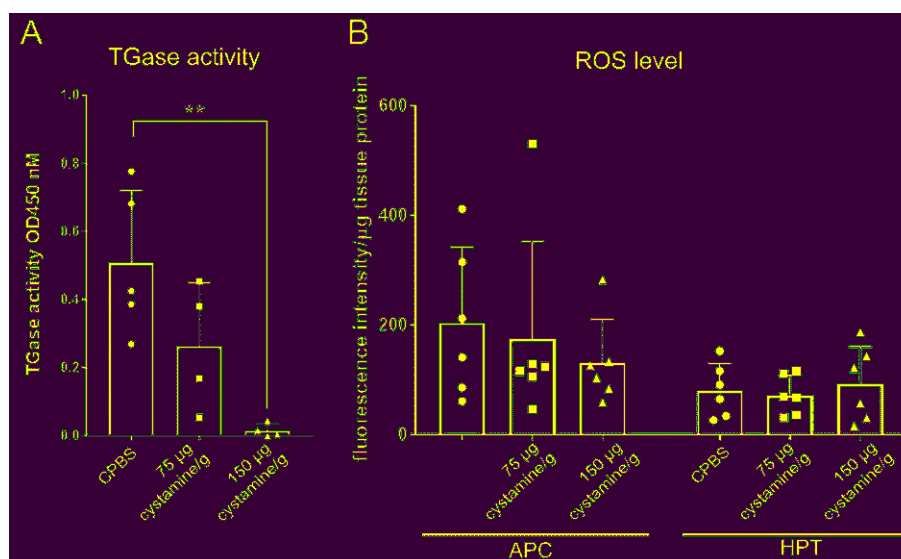 A
TGase activity
TGase activity OD450 nM
1.0
0.8
0.6
0.4
0.2
0.0
**
CPBS
75 µg
cystamine/g
150 µg
cystamine/g
B
ROS level
fluorescence intensity/µg tissue protein
600
400
200
0
75 µg
cystamine/g
150 µg
cystamine/g
CPBS
75 µg
cystamine/g
150 µg
cystamine/g
APC
HPT